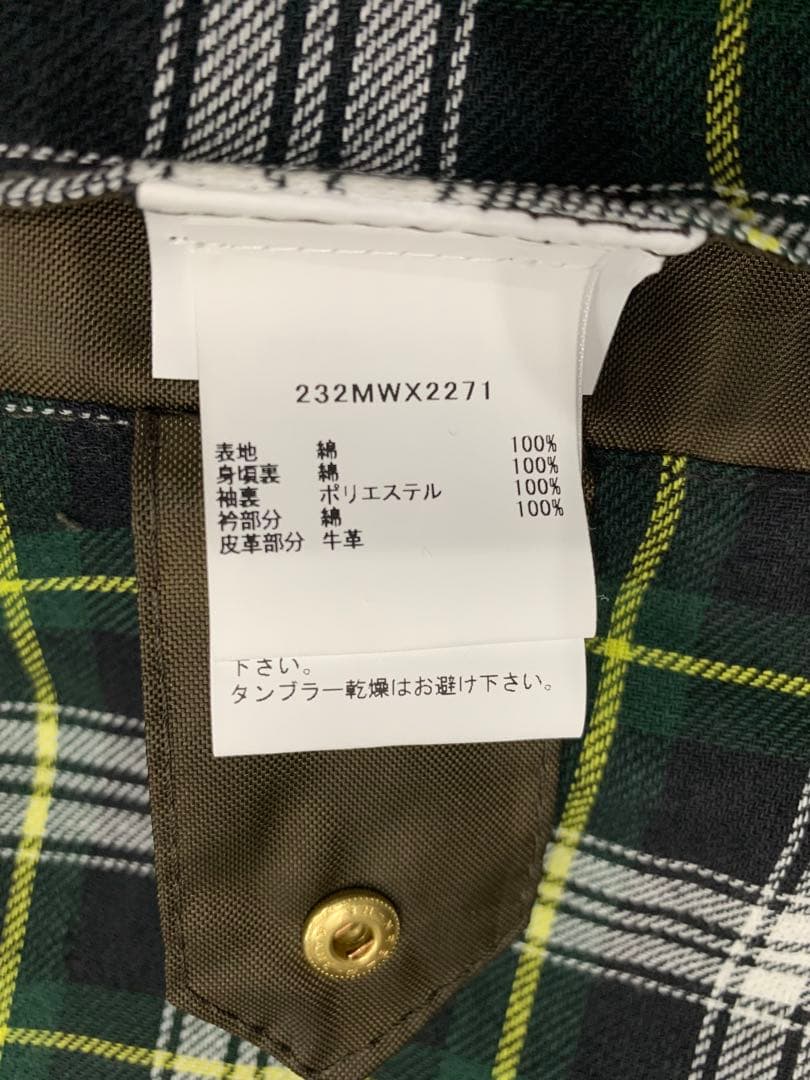 232MWX2271
表地 綿 100%
身頃裏 綿 100%
袖裏 ポリエステル 100%
衿部分 綿 100%
皮革部分 牛革
下さい。
タンブラー乾燥はお避け下さい。